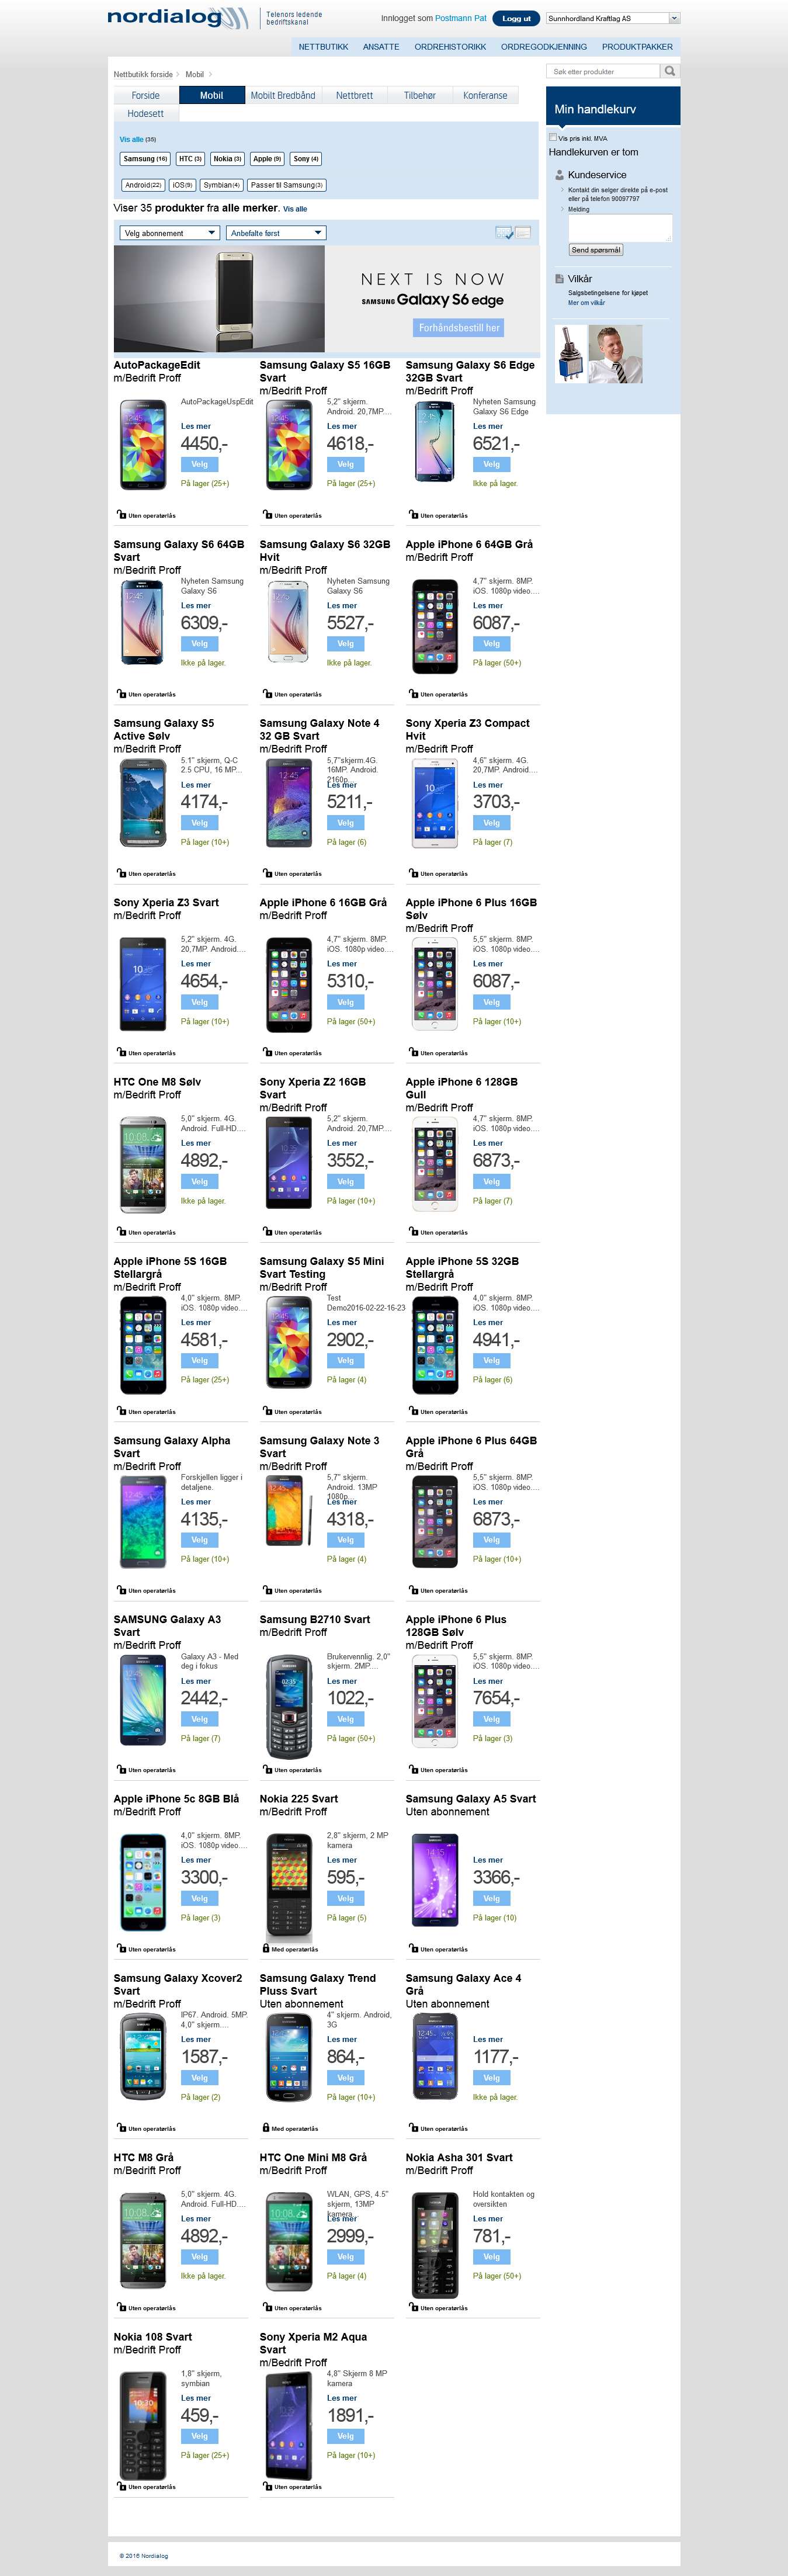 nordialog
Telenors ledende
bedriftskanal
Innlogget som Postmann Pat
Logg ut
Sunnhordland Kraftlag AS
NETTBUTIKK ANSATTE ORDREHISTORIKK ORDREGODKJENNING PRODUKTPAKKER
Nettbutikk forside > Mobil >
Søk etter produkter
Forside Mobil Mobilt Bredbånd Nettbrett Tilbehør Konferanse
Hodesett
Vis alle (35)
Samsung (16) HTC (3) Nokia (3) Apple (9) Sony (4)
Android(22) iOS(9) Symbian(4) Passer til Samsung(3)
Viser 35 produkter fra alle merker. Vis alle
Velg abonnement Anbefalte først
NEXT IS NOW
SAMSUNG Galaxy S6 edge
Forhåndsbestill her
Min handlekurv
Vis pris inkl. MVA
Handlekurven er tom
Kundeservice
Kontakt din selger direkte på e-post
eller på telefon 90097797
Melding
Send spørsmål
Vilkår
Salgsbetingelsene for kjøpet
Mer om vilkår
AutoPackageEdit
m/Bedrift Proff
AutoPackageUspEdit
Les mer
4450,-
Velg
På lager (25+)
Uten operatørlås
Samsung Galaxy S5 16GB
Svart
m/Bedrift Proff
5,2" skjerm.
Android. 20,7MP....
Les mer
4618,-
Velg
På lager (25+)
Uten operatørlås
Samsung Galaxy S6 Edge
32GB Svart
m/Bedrift Proff
Nyheten Samsung
Galaxy S6 Edge
Les mer
6521,-
Velg
Ikke på lager.
Uten operatørlås
Samsung Galaxy S6 64GB
Svart
m/Bedrift Proff
Nyheten Samsung
Galaxy S6
Les mer
6309,-
Velg
Ikke på lager.
Uten operatørlås
Samsung Galaxy S6 32GB
Hvit
m/Bedrift Proff
Nyheten Samsung
Galaxy S6
Les mer
5527,-
Velg
Ikke på lager.
Uten operatørlås
Apple iPhone 6 64GB Grå
m/Bedrift Proff
4,7" skjerm. 8MP.
iOS. 1080p video....
Les mer
6087,-
Velg
På lager (50+)
Uten operatørlås
Samsung Galaxy S5
Active Sølv
m/Bedrift Proff
5.1" skjerm, Q-C
2.5 CPU, 16 MP...
Les mer
4174,-
Velg
På lager (10+)
Uten operatørlås
Samsung Galaxy Note 4
32 GB Svart
m/Bedrift Proff
5,7"skjerm.4G.
16MP. Android.
2160p...
Les mer
5211,-
Velg
På lager (6)
Uten operatørlås
Sony Xperia Z3 Compact
Hvit
m/Bedrift Proff
4,6" skjerm. 4G.
20,7MP. Android....
Les mer
3703,-
Velg
På lager (7)
Uten operatørlås
Sony Xperia Z3 Svart
m/Bedrift Proff
5,2" skjerm. 4G.
20,7MP. Android....
Les mer
4654,-
Velg
På lager (10+)
Uten operatørlås
Apple iPhone 6 16GB Grå
m/Bedrift Proff
4,7" skjerm. 8MP.
iOS. 1080p video....
Les mer
5310,-
Velg
På lager (50+)
Uten operatørlås
Apple iPhone 6 Plus 16GB
Sølv
m/Bedrift Proff
5,5" skjerm. 8MP.
iOS. 1080p video....
Les mer
6087,-
Velg
På lager (10+)
Uten operatørlås
HTC One M8 Sølv
m/Bedrift Proff
5,0" skjerm. 4G.
Android. Full-HD....
Les mer
4892,-
Velg
Ikke på lager.
Uten operatørlås
Sony Xperia Z2 16GB
Svart
m/Bedrift Proff
5,2" skjerm.
Android. 20,7MP....
Les mer
3552,-
Velg
På lager (10+)
Uten operatørlås
Apple iPhone 6 128GB
Gull
m/Bedrift Proff
4,7" skjerm. 8MP.
iOS. 1080p video....
Les mer
6873,-
Velg
På lager (7)
Uten operatørlås
Apple iPhone 5S 16GB
Stellargrå
m/Bedrift Proff
4,0" skjerm. 8MP.
iOS. 1080p video....
Les mer
4581,-
Velg
På lager (25+)
Uten operatørlås
Samsung Galaxy S5 Mini
Svart Testing
m/Bedrift Proff
Test
Demo2016-02-22-16-23
Les mer
2902,-
Velg
På lager (4)
Uten operatørlås
Apple iPhone 5S 32GB
Stellargrå
m/Bedrift Proff
4,0" skjerm. 8MP.
iOS. 1080p video....
Les mer
4941,-
Velg
På lager (6)
Uten operatørlås
Samsung Galaxy Alpha
Svart
m/Bedrift Proff
Forskjellen ligger i
detaljene.
Les mer
4135,-
Velg
På lager (10+)
Uten operatørlås
Samsung Galaxy Note 3
Svart
m/Bedrift Proff
5,7" skjerm.
Android. 13MP
1080p...
Les mer
4318,-
Velg
På lager (4)
Uten operatørlås
Apple iPhone 6 Plus 64GB
Grå
m/Bedrift Proff
5,5" skjerm. 8MP.
iOS. 1080p video....
Les mer
6873,-
Velg
På lager (10+)
Uten operatørlås
SAMSUNG Galaxy A3
Svart
m/Bedrift Proff
Galaxy A3 - Med
deg i fokus
Les mer
2442,-
Velg
På lager (7)
Uten operatørlås
Samsung B2710 Svart
m/Bedrift Proff
Brukervennlig. 2,0"
skjerm. 2MP....
Les mer
1022,-
Velg
På lager (50+)
Uten operatørlås
Apple iPhone 6 Plus
128GB Sølv
m/Bedrift Proff
5,5" skjerm. 8MP.
iOS. 1080p video....
Les mer
7654,-
Velg
På lager (3)
Uten operatørlås
Apple iPhone 5c 8GB Blå
m/Bedrift Proff
4,0" skjerm. 8MP.
iOS. 1080p video....
Les mer
3300,-
Velg
På lager (3)
Uten operatørlås
Nokia 225 Svart
m/Bedrift Proff
2,8" skjerm, 2 MP
kamera
Les mer
595,-
Velg
På lager (5)
Med operatørlås
Samsung Galaxy A5 Svart
Uten abonnement
Les mer
3366,-
Velg
På lager (10)
Uten operatørlås
Samsung Galaxy Xcover2
Svart
m/Bedrift Proff
IP67. Android. 5MP.
4,0" skjerm....
Les mer
1587,-
Velg
På lager (2)
Uten operatørlås
Samsung Galaxy Trend
Pluss Svart
Uten abonnement
4" skjerm. Android,
3G
Les mer
864,-
Velg
På lager (10+)
Med operatørlås
Samsung Galaxy Ace 4
Grå
Uten abonnement
Les mer
1177,-
Velg
Ikke på lager.
Uten operatørlås
HTC M8 Grå
m/Bedrift Proff
5,0" skjerm. 4G.
Android. Full-HD....
Les mer
4892,-
Velg
Ikke på lager.
Uten operatørlås
HTC One Mini M8 Grå
m/Bedrift Proff
WLAN, GPS, 4.5"
skjerm, 13MP
kamera...
Les mer
2999,-
Velg
På lager (4)
Uten operatørlås
Nokia Asha 301 Svart
m/Bedrift Proff
Hold kontakten og
oversikten
Les mer
781,-
Velg
På lager (50+)
Uten operatørlås
Nokia 108 Svart
m/Bedrift Proff
1,8" skjerm,
symbian
Les mer
459,-
Velg
På lager (25+)
Uten operatørlås
Sony Xperia M2 Aqua
Svart
m/Bedrift Proff
4,8" Skjerm 8 MP
kamera
Les mer
1891,-
Velg
På lager (10+)
Uten operatørlås
© 2016 Nordialog